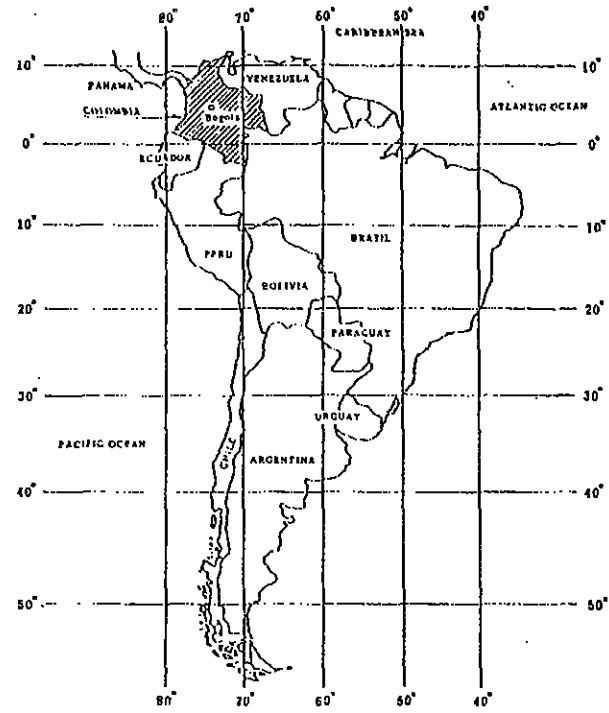 80° 70° 60° 50° 40°
CARIBBEAN SEA
10° 10°
VENEZUELA
PANAMA
COLOMBIA
Bogota
ATLANTIC OCEAN
0° 0°
ECUADOR
10° 10°
BRAZIL
PERU
BOLIVIA
20° 20°
PARAGUAY
30° 30°
URUGUAY
PACIFIC OCEAN
CHILE
ARGENTINA
40° 40°
50° 50°
80° 70° 60° 50° 40°